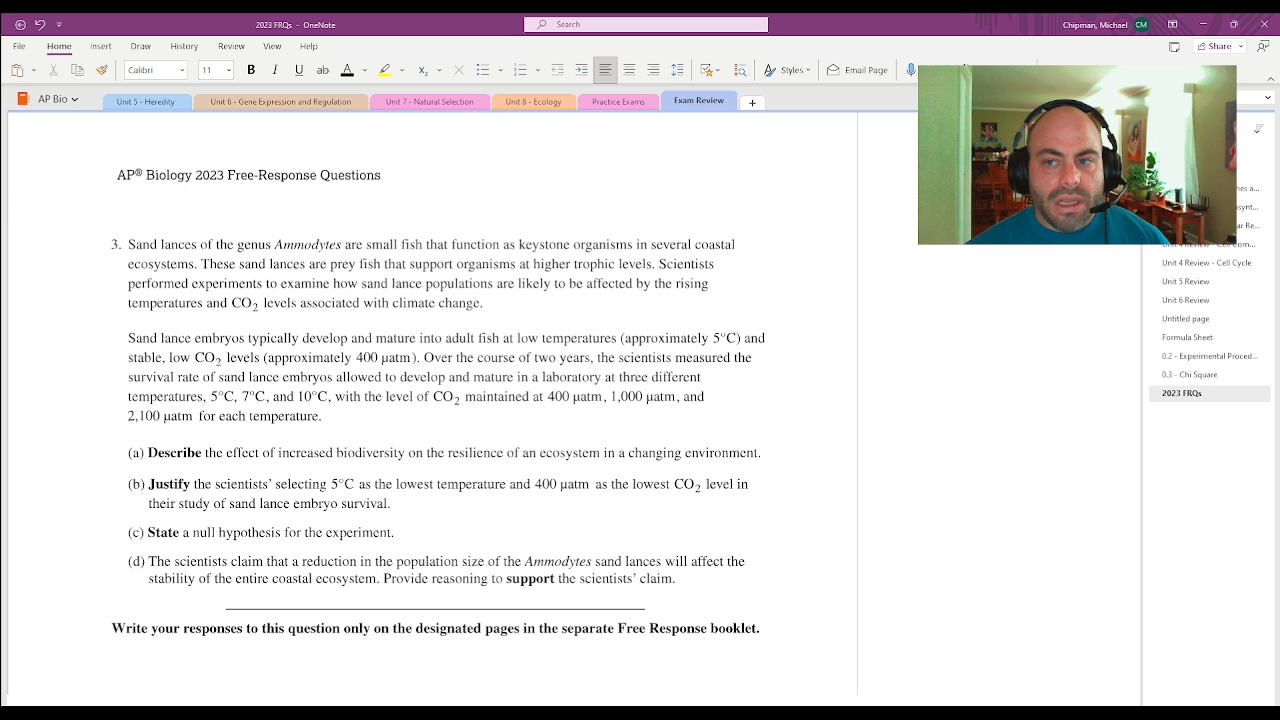 2023 FRQs - OneNote
Search
Chipman, Michael
CM
File Home Insert Draw History Review View Help
Share
Calibri 11 B I U ab A Styles Email Page
AP Bio
Unit 5 - Heredity
Unit 6 - Gene Expression and Regulation
Unit 7 - Natural Selection
Unit 8 - Ecology
Practice Exams
Exam Review
+
AP® Biology 2023 Free-Response Questions
3. Sand lances of the genus Ammodytes are small fish that function as keystone organisms in several coastal
ecosystems. These sand lances are prey fish that support organisms at higher trophic levels. Scientists
performed experiments to examine how sand lance populations are likely to be affected by the rising
temperatures and CO₂ levels associated with climate change.
Sand lance embryos typically develop and mature into adult fish at low temperatures (approximately 5°C) and
stable, low CO₂ levels (approximately 400 µatm). Over the course of two years, the scientists measured the
survival rate of sand lance embryos allowed to develop and mature in a laboratory at three different
temperatures, 5°C, 7°C, and 10°C, with the level of CO₂ maintained at 400 µatm, 1,000 µatm, and
2,100 µatm for each temperature.
(a) Describe the effect of increased biodiversity on the resilience of an ecosystem in a changing environment.
(b) Justify the scientists' selecting 5°C as the lowest temperature and 400 µatm as the lowest CO₂ level in
their study of sand lance embryo survival.
(c) State a null hypothesis for the experiment.
(d) The scientists claim that a reduction in the population size of the Ammodytes sand lances will affect the
stability of the entire coastal ecosystem. Provide reasoning to support the scientists' claim.
Write your responses to this question only on the designated pages in the separate Free Response booklet.
Unit 4 Review - Cell Cycle
Unit 5 Review
Unit 6 Review
Untitled page
Formula Sheet
0.2 - Experimental Proced...
0.3 - Chi Square
2023 FRQs